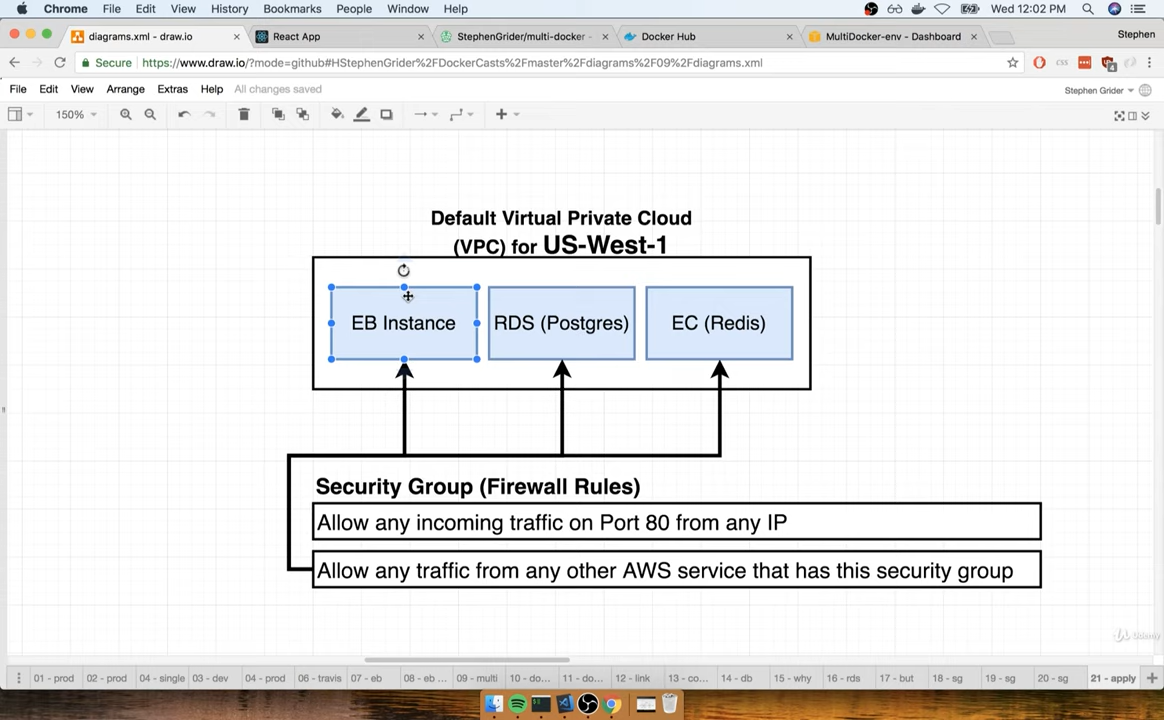 Chrome File Edit View History Bookmarks People Window Help Wed 12:02 PM
diagrams.xml - draw.io React App StephenGrider/multi-docker - Docker Hub MultiDocker-env - Dashboard Stephen
Secure https://www.draw.io/?mode=github#HStephenGrider%2FDockerCasts%2Fmaster%2Fdiagrams%2F09%2Fdiagrams.xml css 4
File Edit View Arrange Extras Help All changes saved Stephen Grider
150%
Default Virtual Private Cloud
(VPC) for US-West-1
EB Instance RDS (Postgres) EC (Redis)
Security Group (Firewall Rules)
Allow any incoming traffic on Port 80 from any IP
Allow any traffic from any other AWS service that has this security group
Udemy
01 - prod 02 - prod 04 - single 03 - dev 04 - prod 06 - travis 07 - eb 08 - eb ... 09 - multi 10 - do... 11 - do... 12 - link 13 - co... 14 - db 15 - why 16 - rds 17 - but 18 - sg 19 - sg 20 - sg 21 - apply